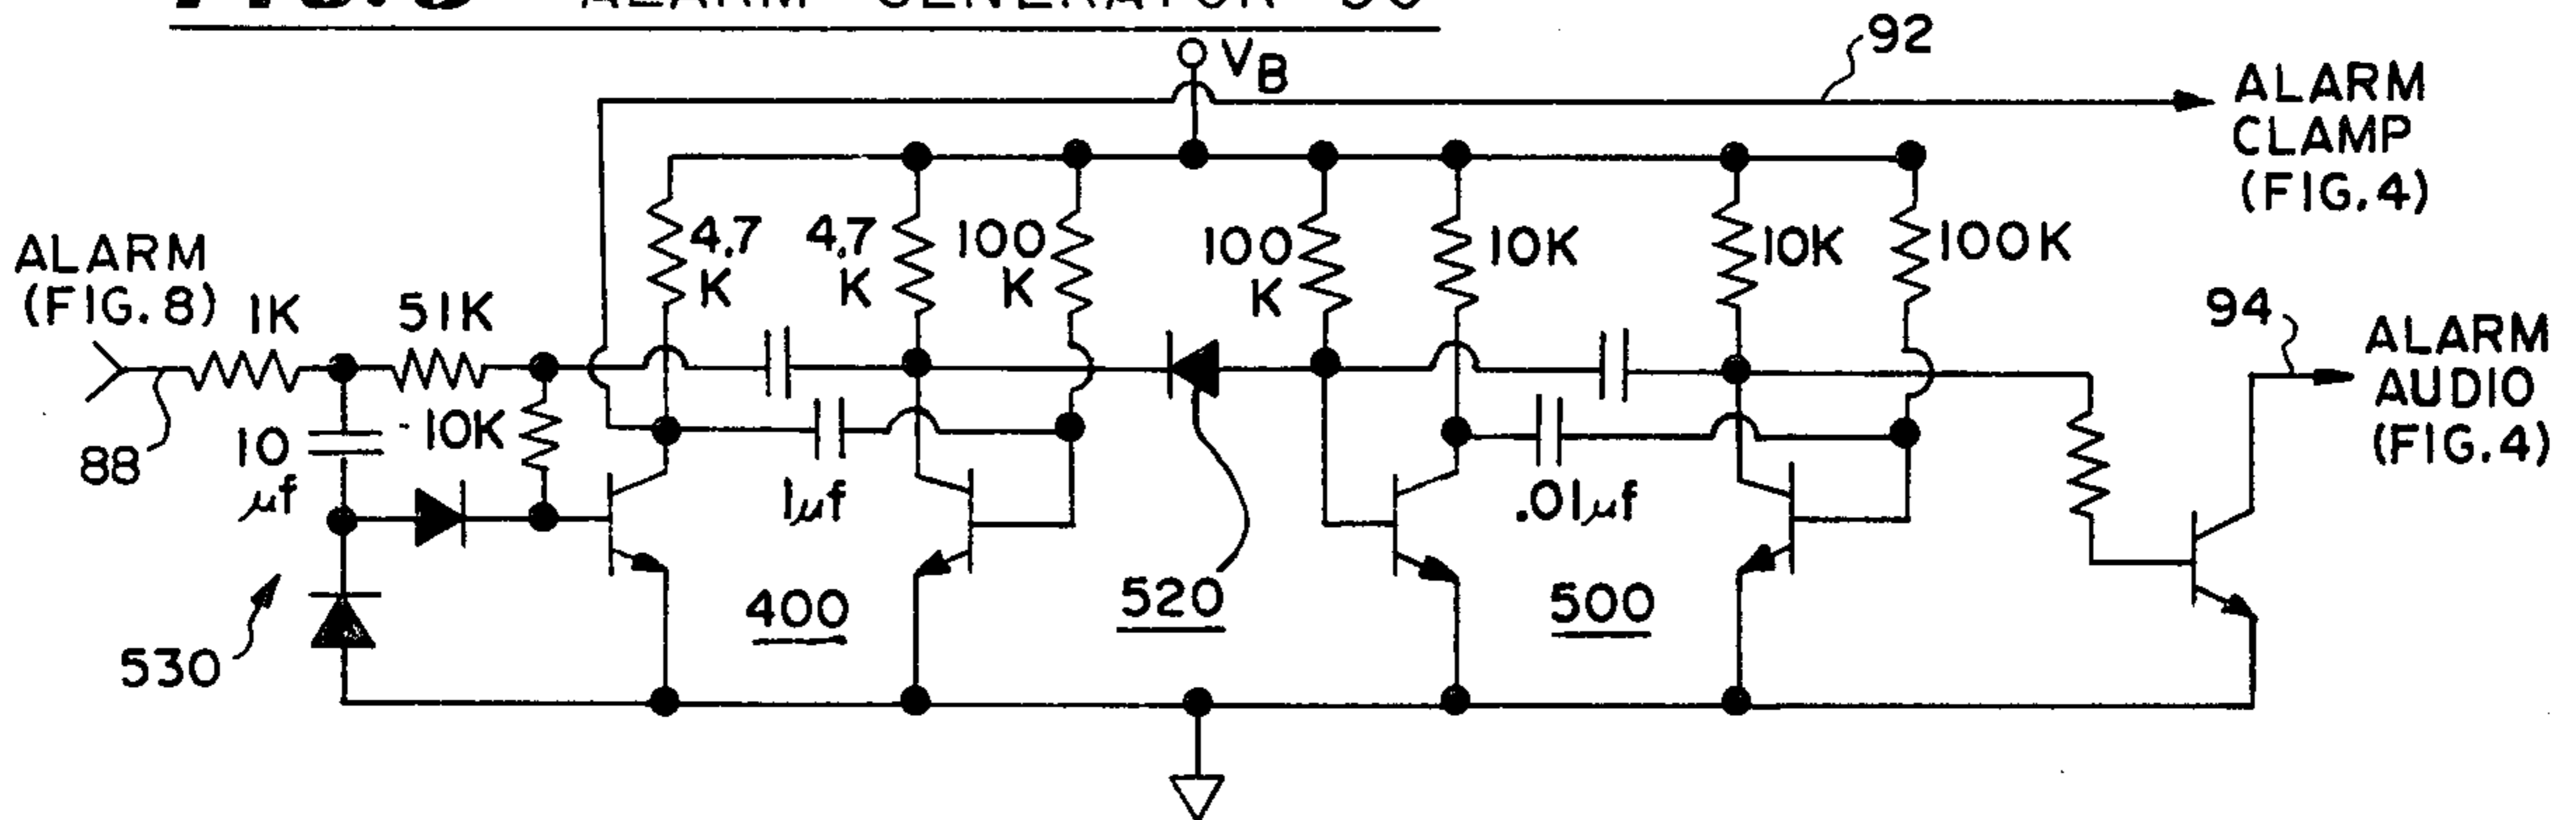 ALARM GENERATOR
V_B
92
ALARM
CLAMP
(FIG. 4)
4.7
K
4.7
K
100
K
100
K
10K
10K
100K
ALARM
(FIG. 8)
1K
51K
88
10
μf
10K
1μf
.01μf
94
ALARM
AUDIO
(FIG. 4)
530
400
520
500